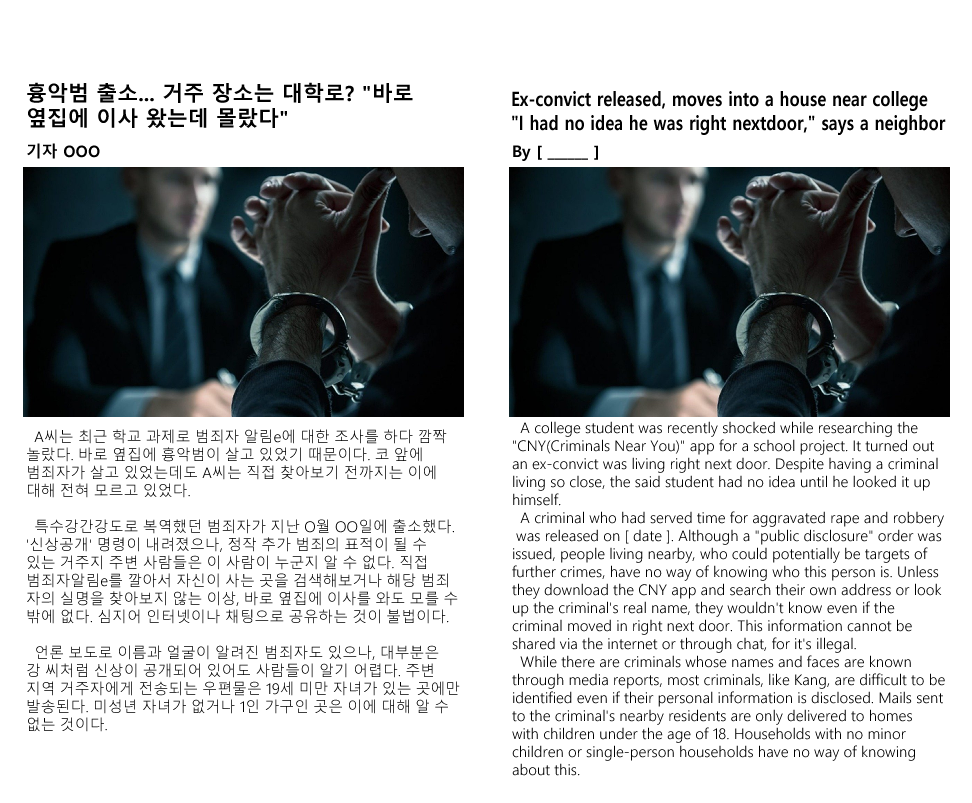 흉악범 출소... 거주 장소는 대학로? "바로
옆집에 이사 왔는데 몰랐다"
기자 OOO
A씨는 최근 학교 과제로 범죄자 알림e에 대한 조사를 하다 깜짝
놀랐다. 바로 옆집에 흉악범이 살고 있었기 때문이다. 코 앞에
범죄자가 살고 있었는데도 A씨는 직접 찾아보기 전까지는 이에
대해 전혀 모르고 있었다.
특수강간강도로 복역했던 범죄자가 지난 O월 OO일에 출소했다.
'신상공개' 명령이 내려졌으나, 정작 추가 범죄의 표적이 될 수
있는 거주지 주변 사람들은 이 사람이 누군지 알 수 없다. 직접
범죄자알림e를 깔아서 자신이 사는 곳을 검색해보거나 해당 범죄
자의 실명을 찾아보지 않는 이상, 바로 옆집에 이사를 와도 모를 수
밖에 없다. 심지어 인터넷이나 채팅으로 공유하는 것이 불법이다.
언론 보도로 이름과 얼굴이 알려진 범죄자도 있으나, 대부분은
강 씨처럼 신상이 공개되어 있어도 사람들이 알기 어렵다. 주변
지역 거주자에게 전송되는 우편물은 19세 미만 자녀가 있는 곳에만
발송된다. 미성년 자녀가 없거나 1인 가구인 곳은 이에 대해 알 수
없는 것이다.
Ex-convict released, moves into a house near college
"I had no idea he was right nextdoor," says a neighbor
By [ _____ ]
A college student was recently shocked while researching the
"CNY(Criminals Near You)" app for a school project. It turned out
an ex-convict was living right next door. Despite having a criminal
living so close, the said student had no idea until he looked it up
himself.
A criminal who had served time for aggravated rape and robbery
was released on [ date ]. Although a "public disclosure" order was
issued, people living nearby, who could potentially be targets of
further crimes, have no way of knowing who this person is. Unless
they download the CNY app and search their own address or look
up the criminal's real name, they wouldn't know even if the
criminal moved in right next door. This information cannot be
shared via the internet or through chat, for it's illegal.
While there are criminals whose names and faces are known
through media reports, most criminals, like Kang, are difficult to be
identified even if their personal information is disclosed. Mails sent
to the criminal's nearby residents are only delivered to homes
with children under the age of 18. Households with no minor
children or single-person households have no way of knowing
about this.